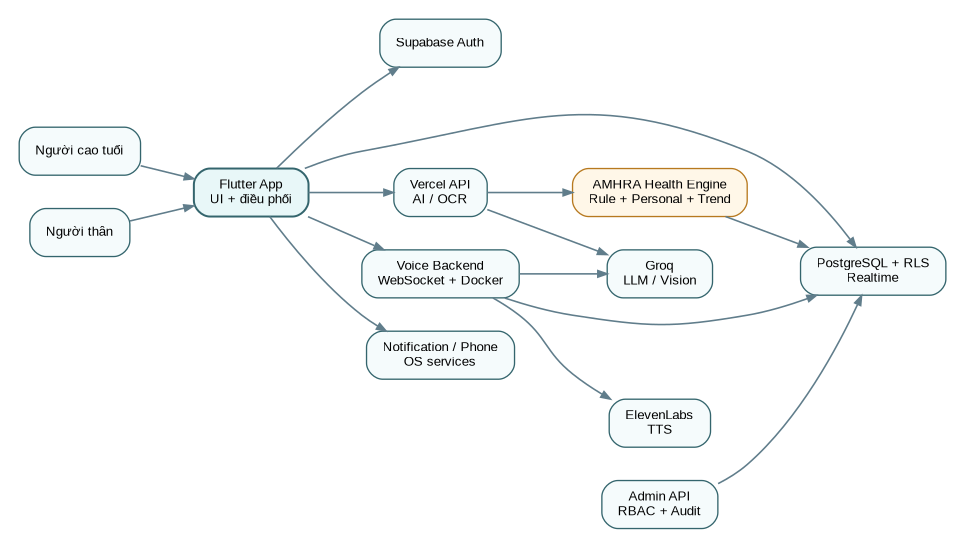 Supabase Auth
Người cao tuổi
Flutter App
UI + điều phối
Vercel API
AI / OCR
AMHRA Health Engine
Rule + Personal + Trend
Người thân
Voice Backend
WebSocket + Docker
Groq
LLM / Vision
PostgreSQL + RLS
Realtime
Notification / Phone
OS services
ElevenLabs
TTS
Admin API
RBAC + Audit